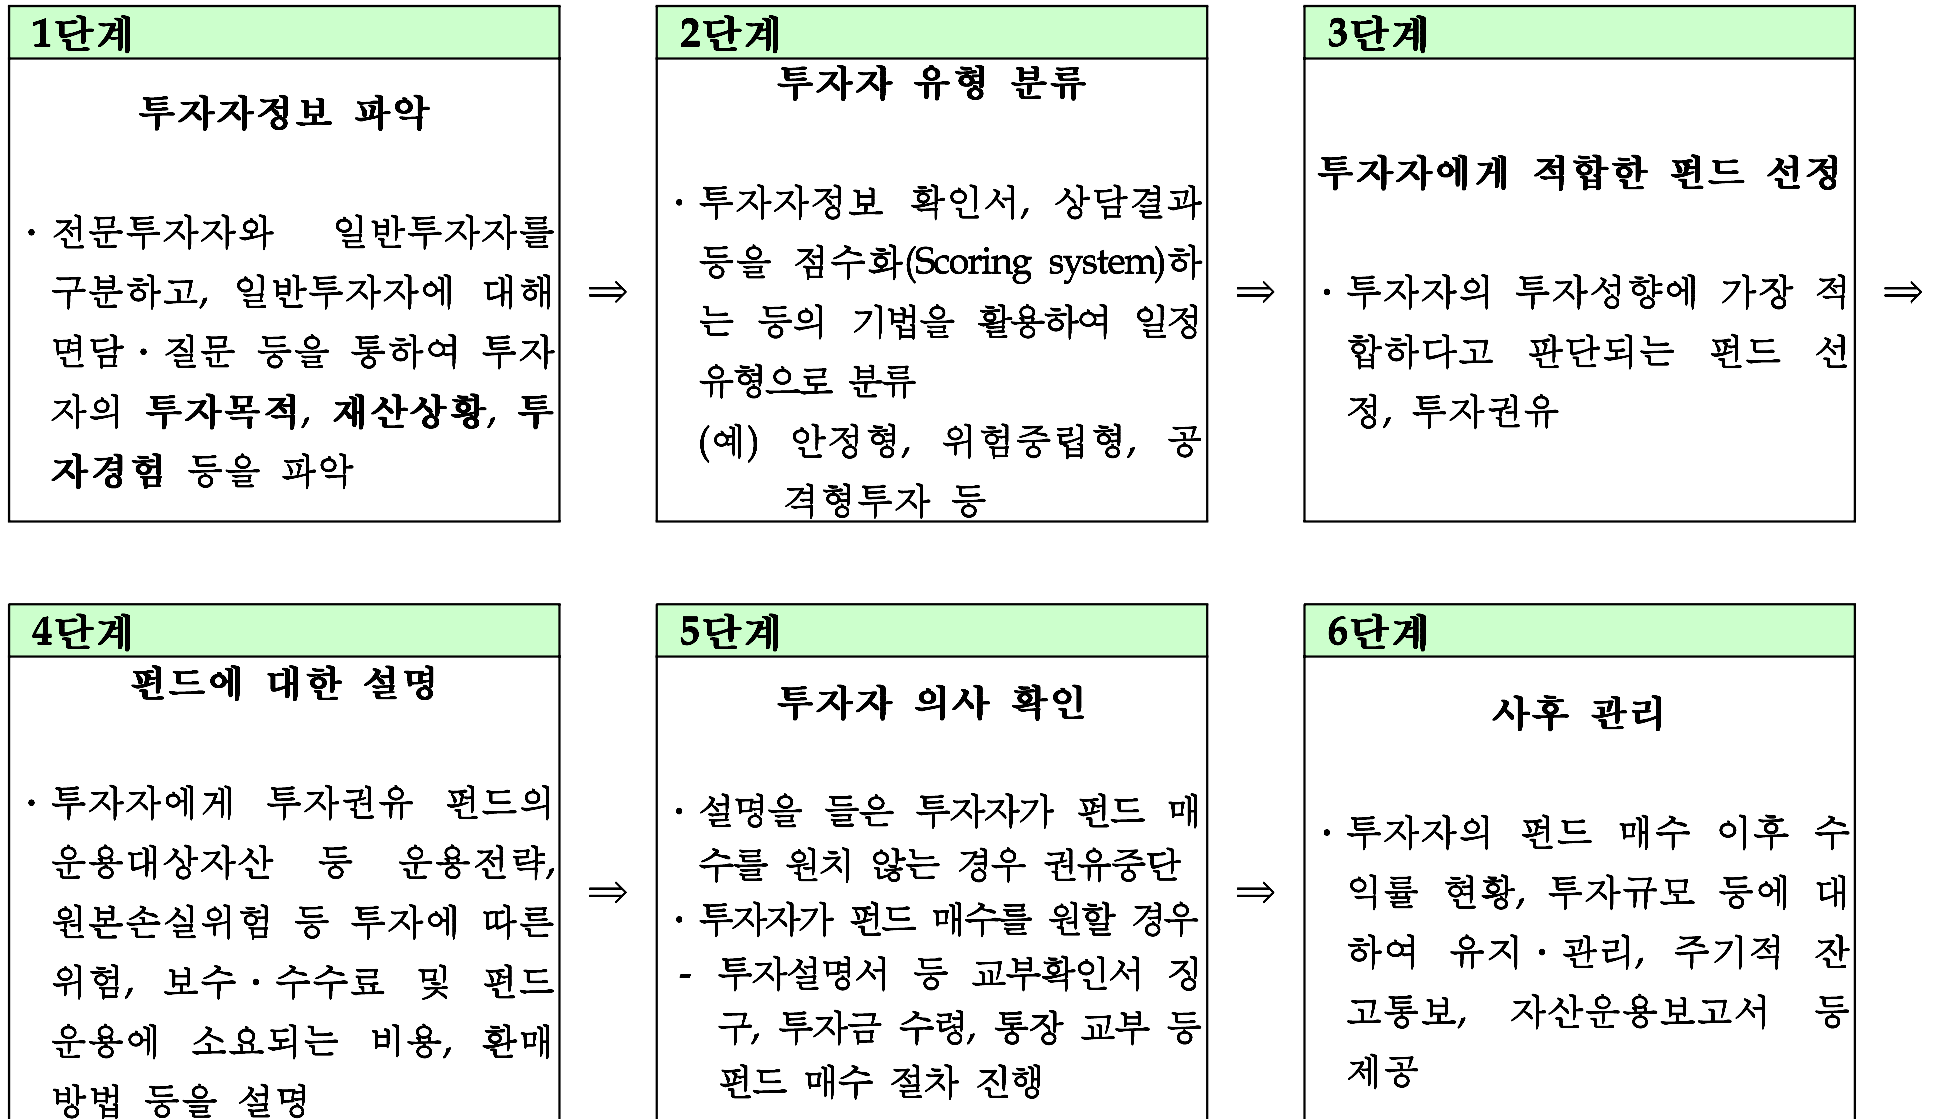 1단계
투자자정보 파악
· 전문투자자와 일반투자자를
구분하고, 일반투자자에 대해
면담·질문 등을 통하여 투자
자의 투자목적, 재산상황, 투
자경험 등을 파악
⇒
2단계
투자자 유형 분류
· 투자자정보 확인서, 상담결과
등을 점수화(Scoring system)하
는 등의 기법을 활용하여 일정
유형으로 분류
(예) 안정형, 위험중립형, 공
격형투자 등
⇒
3단계
투자자에게 적합한 펀드 선정
· 투자자의 투자성향에 가장 적
합하다고 판단되는 펀드 선
정, 투자권유
⇒
4단계
펀드에 대한 설명
· 투자자에게 투자권유 펀드의
운용대상자산 등 운용전략,
원본손실위험 등 투자에 따른
위험, 보수·수수료 및 펀드
운용에 소요되는 비용, 환매
방법 등을 설명
⇒
5단계
투자자 의사 확인
· 설명을 들은 투자자가 펀드 매
수를 원치 않는 경우 권유중단
· 투자자가 펀드 매수를 원할 경우
- 투자설명서 등 교부확인서 징
구, 투자금 수령, 통장 교부 등
펀드 매수 절차 진행
⇒
6단계
사후 관리
· 투자자의 펀드 매수 이후 수
익률 현황, 투자규모 등에 대
하여 유지·관리, 주기적 잔
고통보, 자산운용보고서 등
제공